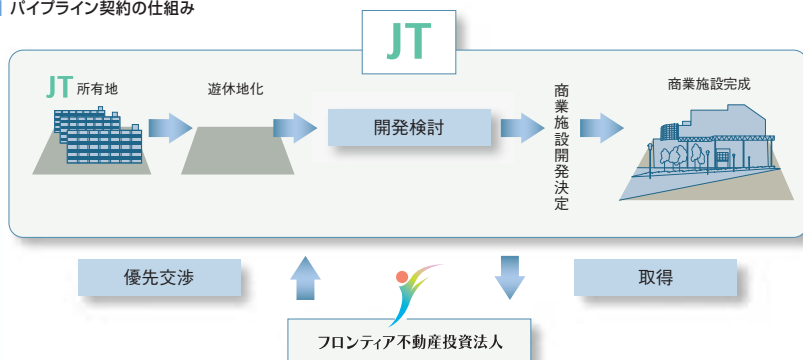 パイプライン契約の仕組み
JT
JT 所有地
遊休地化
開発検討
商業施設開発決定
商業施設完成
優先交渉
取得
フロンティア不動産投資法人